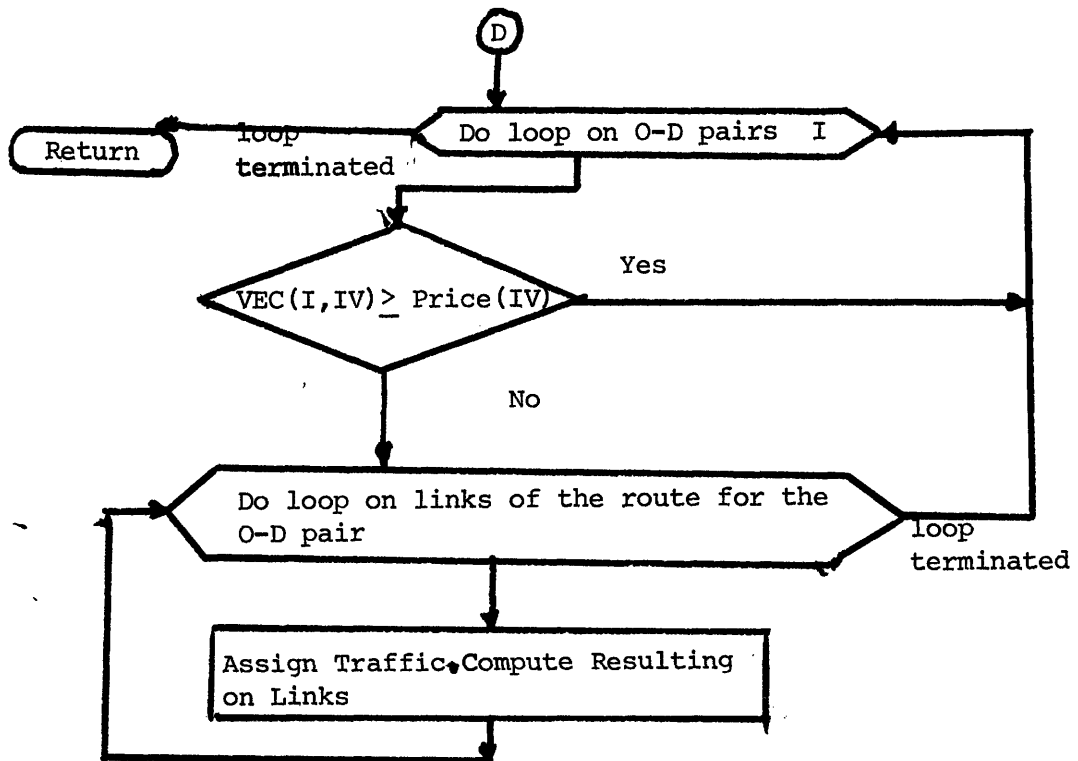 D
Do loop on O-D pairs I
loop
terminated
Return
VEC(I,IV)≥ Price(IV)
Yes
No
Do loop on links of the route for the
O-D pair
loop
terminated
Assign Traffic.Compute Resulting
on Links